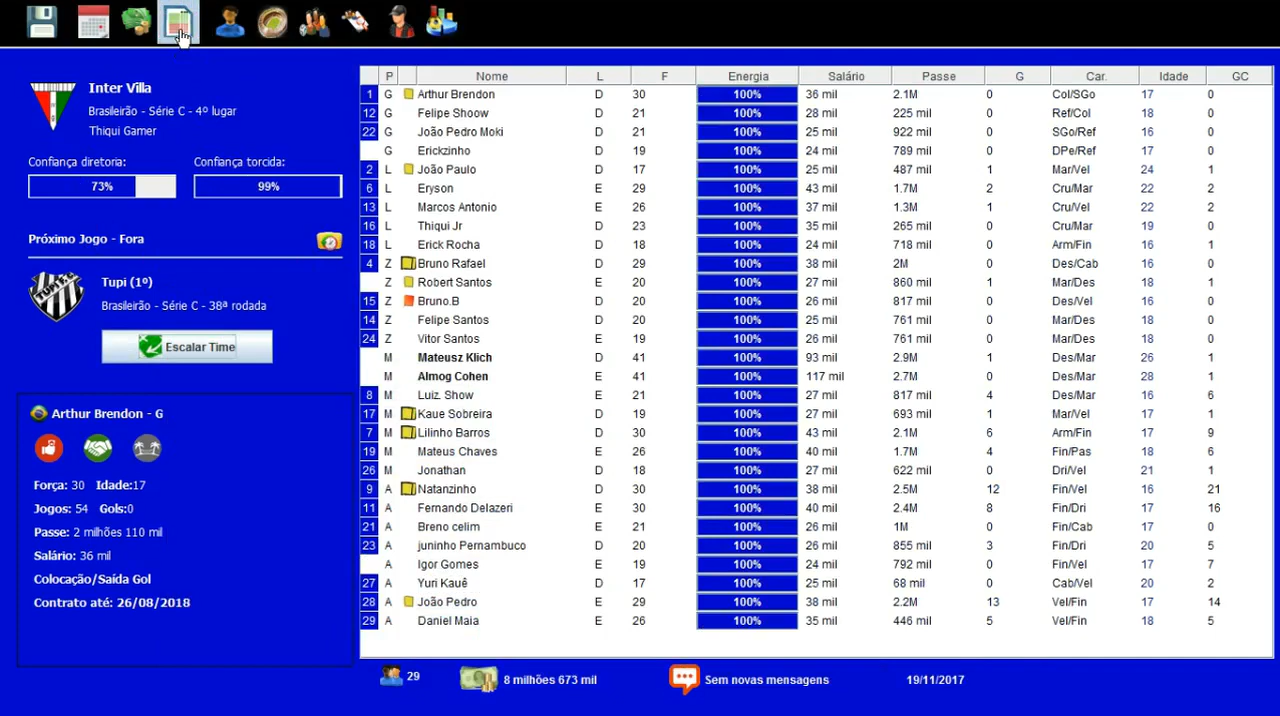 Inter Villa
Brasileirão - Série C - 4º lugar
Thiqui Gamer
Confiança diretoria: Confiança torcida:
73% 99%
Próximo Jogo - Fora
TUPI
Tupi (1º)
Brasileirão - Série C - 38ª rodada
Escalar Time
Arthur Brendon - G
Força: 30 Idade:17
Jogos: 54 Gols:0
Passe: 2 milhões 110 mil
Salário: 36 mil
Colocação/Saída Gol
Contrato até: 26/08/2018
P Nome L F Energia Salário Passe G Car. Idade GC
1 G Arthur Brendon D 30 100% 36 mil 2.1M 0 Col/SGo 17 0
12 G Felipe Shoow D 21 100% 28 mil 225 mil 0 Ref/Col 18 0
22 G João Pedro Moki D 21 100% 25 mil 922 mil 0 SGo/Ref 16 0
G Erickzinho D 19 100% 24 mil 789 mil 0 DPe/Ref 17 0
2 L João Paulo D 17 100% 25 mil 487 mil 1 Mar/Vel 24 1
6 L Eryson E 29 100% 43 mil 1.7M 2 Cru/Mar 22 2
13 L Marcos Antonio E 26 100% 37 mil 1.3M 1 Cru/Vel 22 2
16 L Thiqui Jr D 23 100% 35 mil 265 mil 0 Cru/Mar 19 0
18 L Erick Rocha D 18 100% 24 mil 718 mil 0 Arm/Fin 16 1
4 Z Bruno Rafael D 29 100% 38 mil 2M 0 Des/Cab 16 0
Z Robert Santos E 20 100% 27 mil 860 mil 1 Mar/Des 18 1
15 Z Bruno.B D 20 100% 26 mil 817 mil 0 Des/Vel 16 0
14 Z Felipe Santos D 20 100% 25 mil 761 mil 0 Mar/Des 18 0
24 Z Vitor Santos E 19 100% 26 mil 761 mil 0 Mar/Des 18 0
M Mateusz Klich D 41 100% 93 mil 2.9M 1 Des/Mar 26 1
M Almog Cohen E 41 100% 117 mil 2.7M 0 Des/Mar 28 1
8 M Luiz. Show E 21 100% 27 mil 817 mil 4 Des/Mar 16 6
17 M Kaue Sobreira D 19 100% 27 mil 693 mil 1 Mar/Vel 17 1
7 M Lilinho Barros D 30 100% 43 mil 2.1M 6 Arm/Fin 17 9
19 M Mateus Chaves E 26 100% 40 mil 1.7M 4 Fin/Pas 18 6
26 M Jonathan D 18 100% 27 mil 622 mil 0 Dri/Vel 21 1
9 A Natanzinho D 30 100% 38 mil 2.5M 12 Fin/Vel 16 21
11 A Fernando Delazeri E 30 100% 40 mil 2.4M 8 Fin/Dri 17 16
21 A Breno celim E 21 100% 26 mil 1M 0 Fin/Cab 17 0
23 A juninho Pernambuco D 20 100% 26 mil 855 mil 3 Fin/Dri 20 5
A Igor Gomes E 19 100% 24 mil 792 mil 0 Fin/Vel 17 7
27 A Yuri Kauê D 17 100% 25 mil 68 mil 0 Cab/Vel 20 2
28 A João Pedro E 29 100% 38 mil 2.2M 13 Vel/Fin 17 14
29 A Daniel Maia E 26 100% 35 mil 446 mil 5 Vel/Fin 18 5
29 8 milhões 673 mil Sem novas mensagens 19/11/2017